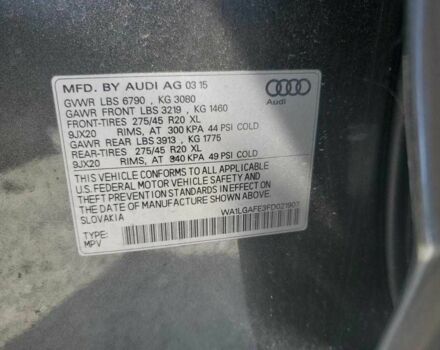 MFD. BY AUDI AG 03 15
Audi
GVWR LBS 6790 , KG 3080
GAWR FRONT LBS 3219 , KG 1460
FRONT-TIRES 275/45 R20 XL
9JX20 RIMS, AT 300 KPA 44 PSI COLD
GAWR REAR LBS 3913 , KG 1775
REAR-TIRES 275/45 R20 XL
9JX20 RIMS, AT 340 KPA 49 PSI COLD
THIS VEHICLE CONFORMS TO ALL APPLICABLE
U.S. FEDERAL MOTOR VEHICLE SAFETY AND
THEFT PREVENTION STANDARDS IN EFFECT ON
THE DATE OF MANUFACTURE SHOWN ABOVE.
SLOVAKIA
WA1LGAFE3FD021907
TYPE:
MPV